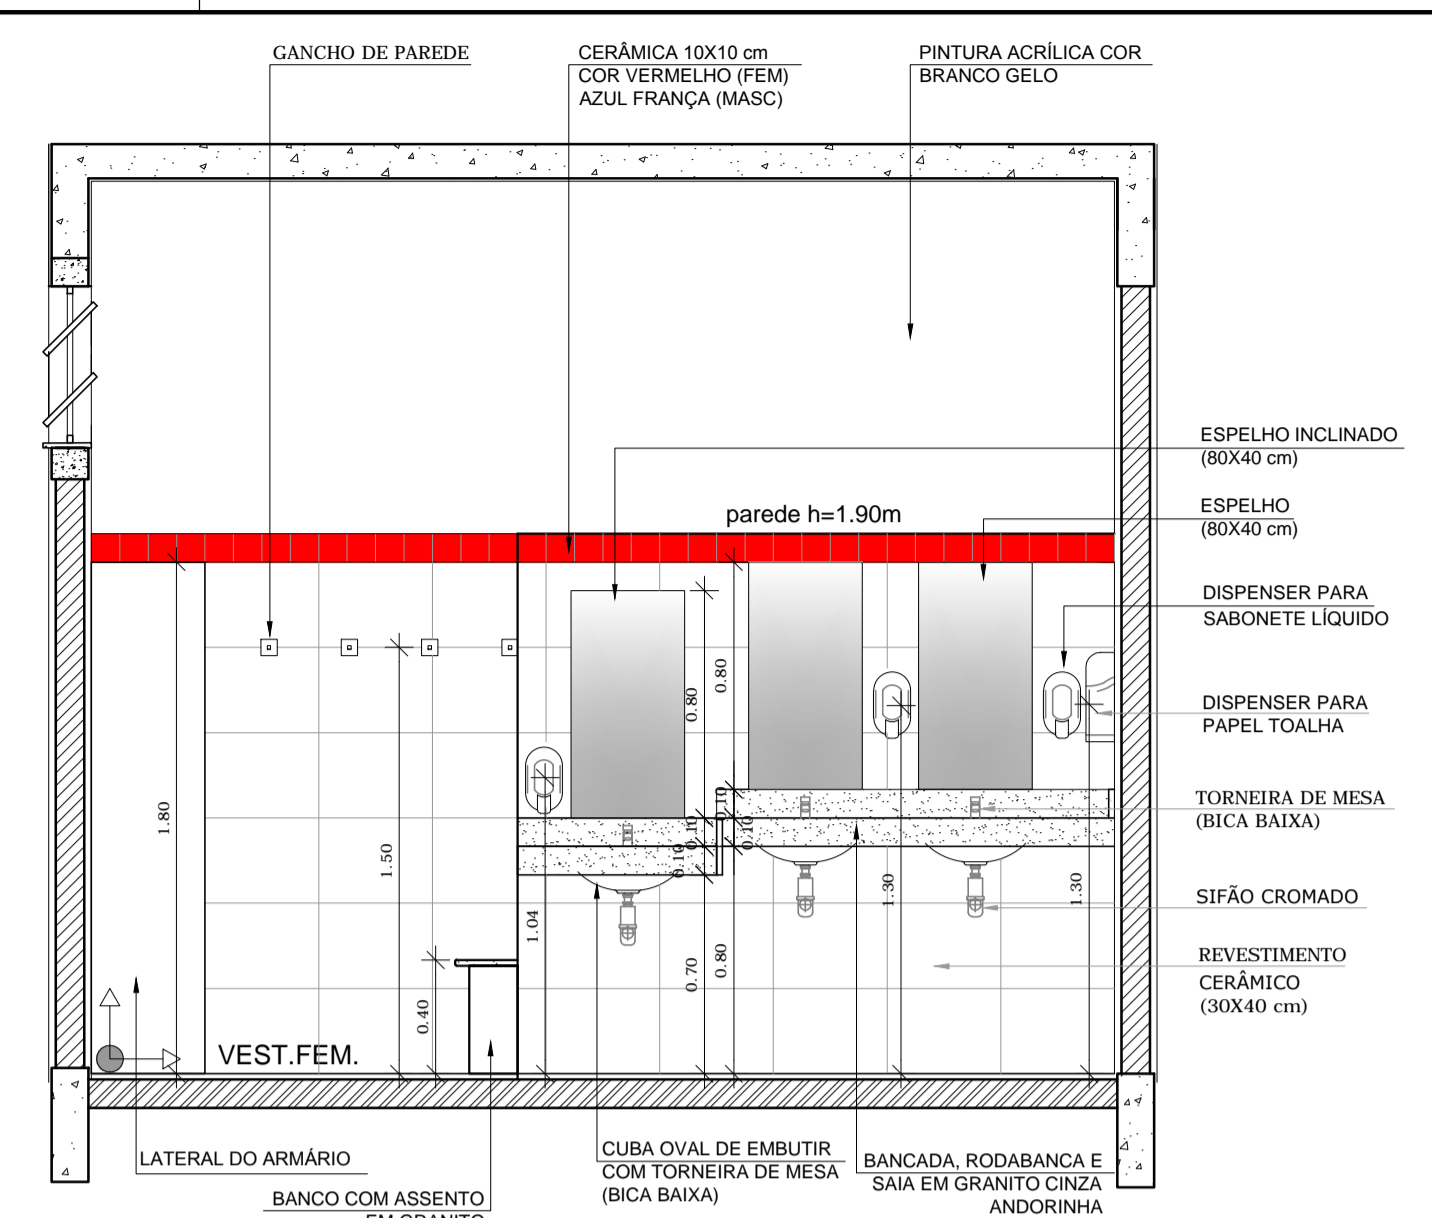 GANCHO DE PAREDE
CERÂMICA 10X10 cm
COR VERMELHO (FEM)
AZUL FRANÇA (MASC)
PINTURA ACRÍLICA COR
BRANCO GELO
ESPELHO INCLINADO
(80X40 cm)
parede h=1.90m
ESPELHO
(80X40 cm)
DISPENSER PARA
SABONETE LÍQUIDO
DISPENSER PARA
PAPEL TOALHA
TORNEIRA DE MESA
(BICA BAIXA)
SIFÃO CROMADO
REVESTIMENTO
CERÂMICO
(30X40 cm)
1.80
1.50
0.40
1.04
0.80
0.80
0.10
0.10
0.10
0.10
0.70
0.80
1.30
1.30
VEST.FEM.
LATERAL DO ARMÁRIO
BANCO COM ASSENTO
EM GRANITO
CUBA OVAL DE EMBUTIR
COM TORNEIRA DE MESA
(BICA BAIXA)
BANCADA, RODABANCA E
SAIA EM GRANITO CINZA
ANDORINHA